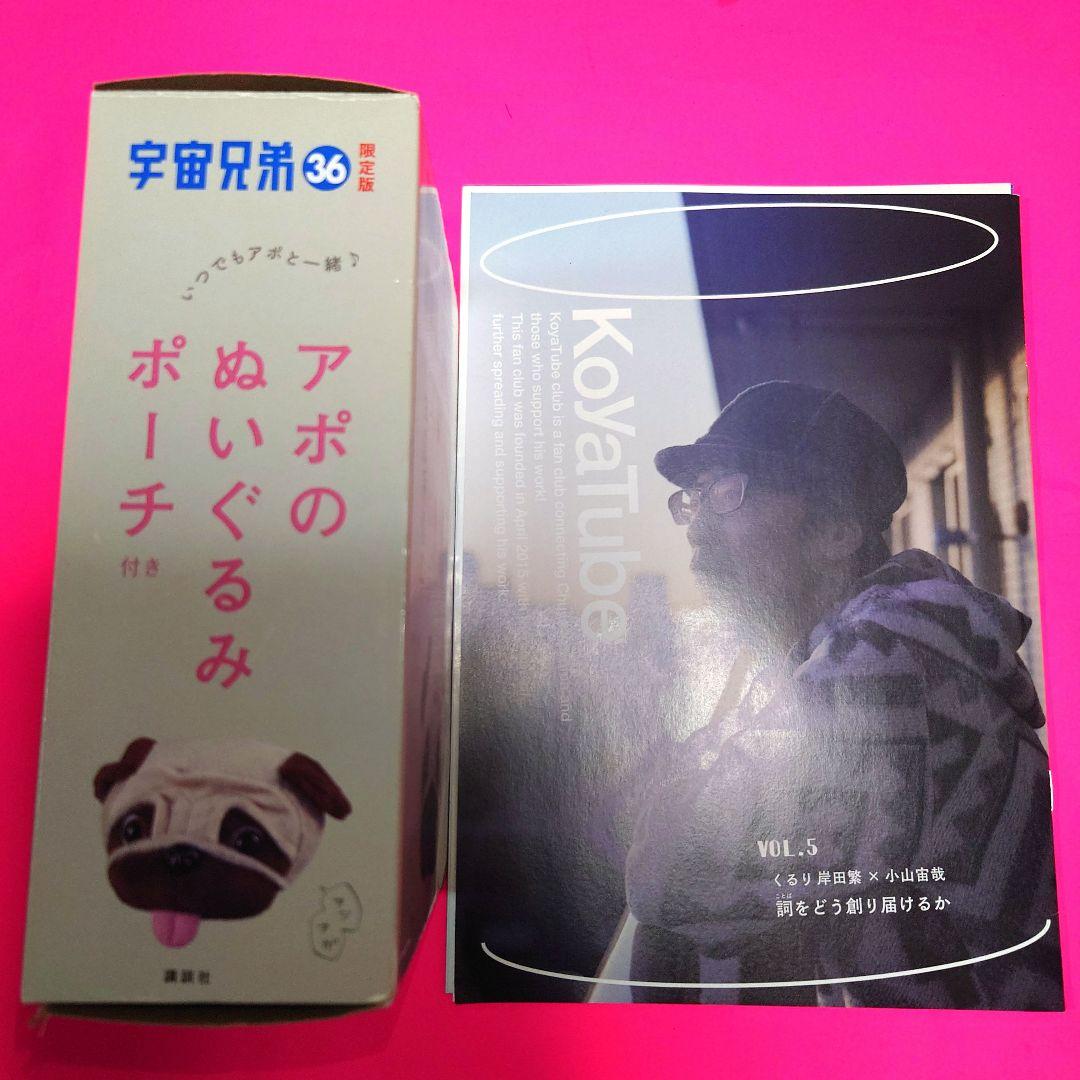 宇宙兄弟 36 限定版
いつでもアポと一緒♪
アポの
ぬいぐるみ
ポーチ
付き
講談社
KoyaTube
KoyaTube club is a fan club connecting
those who support his work!
This fan club was founded in April 2015 with
further spreading and supporting his work.
VOL.5
くるり 岸田繁×小山宙哉
ことば
詞をどう創り届けるか